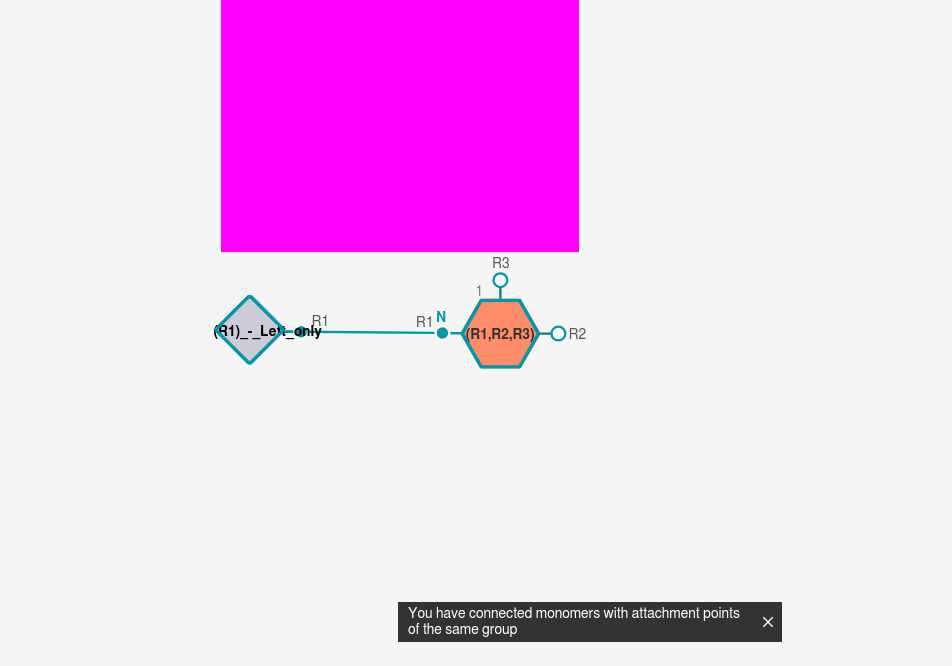 R3
1
R1
R1
N
(R1)_-_Left_only
(R1,R2,R3)
R2
You have connected monomers with attachment points
of the same group